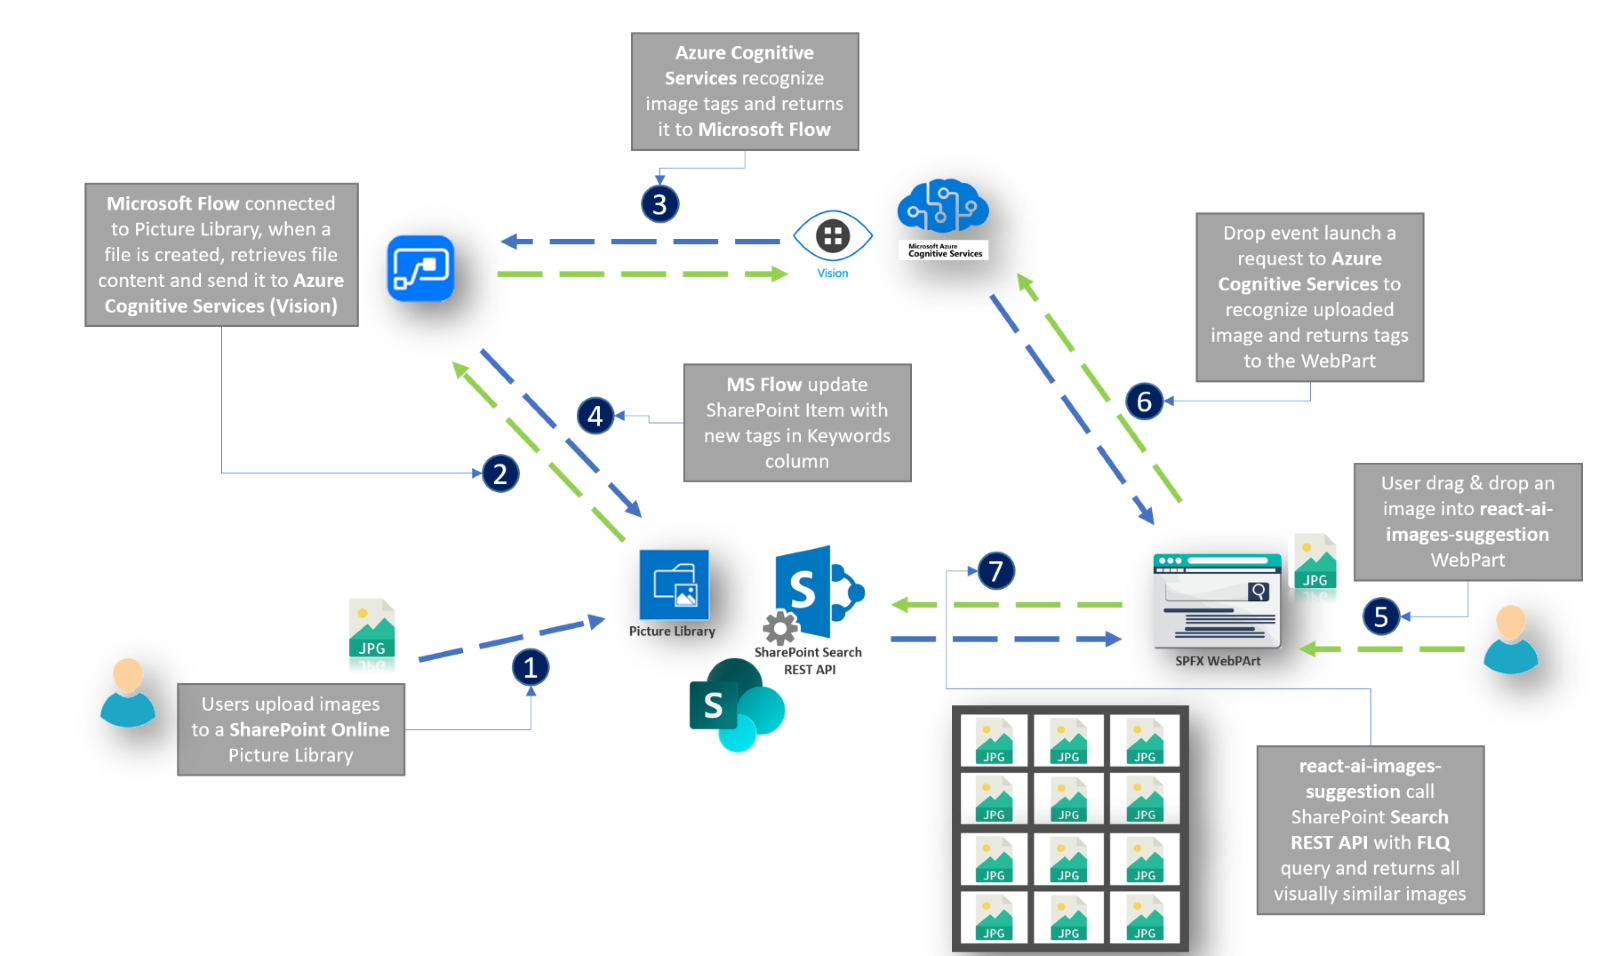 Azure Cognitive
Services recognize
image tags and returns
it to Microsoft Flow
3
Microsoft Flow connected
to Picture Library, when a
file is created, retrieves file
content and send it to Azure
Cognitive Services (Vision)
Vision
Microsoft Azure
Cognitive Services
Drop event launch a
request to Azure
Cognitive Services to
recognize uploaded
image and returns tags
to the WebPart
6
MS Flow update
SharePoint Item with
new tags in Keywords
column
4
2
User drag & drop an
image into react-ai-
images-suggestion
WebPart
5
7
JPG
SPFX WebPArt
S
SharePoint Search
REST API
Picture Library
JPG
1
Users upload images
to a SharePoint Online
Picture Library
S
JPG
JPG
JPG
JPG
JPG
JPG
JPG
JPG
JPG
JPG
JPG
JPG
react-ai-images-
suggestion call
SharePoint Search
REST API with FLQ
query and returns all
visually similar images